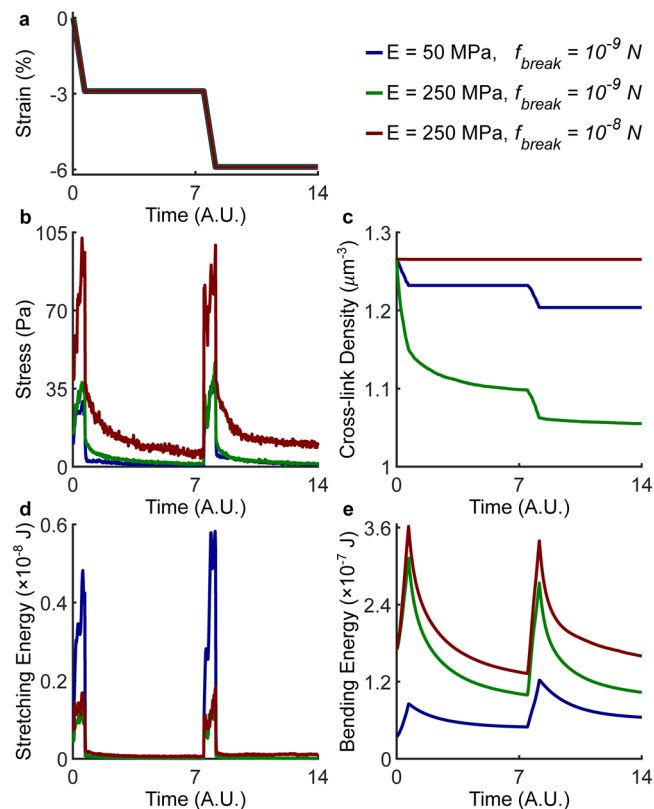 a
0
-3
-6
Strain (%)
0
7
14
Time (A.U.)
E = 50 MPa, f_break = 10^-9 N
E = 250 MPa, f_break = 10^-9 N
E = 250 MPa, f_break = 10^-8 N
b
105
70
35
0
Stress (Pa)
0
7
14
Time (A.U.)
c
1.3
1.2
1.1
1
Cross-link Density (μm^-3)
0
7
14
Time (A.U.)
d
0.6
0.4
0.2
0
Stretching Energy (×10^-8 J)
0
7
14
Time (A.U.)
e
3.6
2.4
1.2
0
Bending Energy (×10^-7 J)
0
7
14
Time (A.U.)